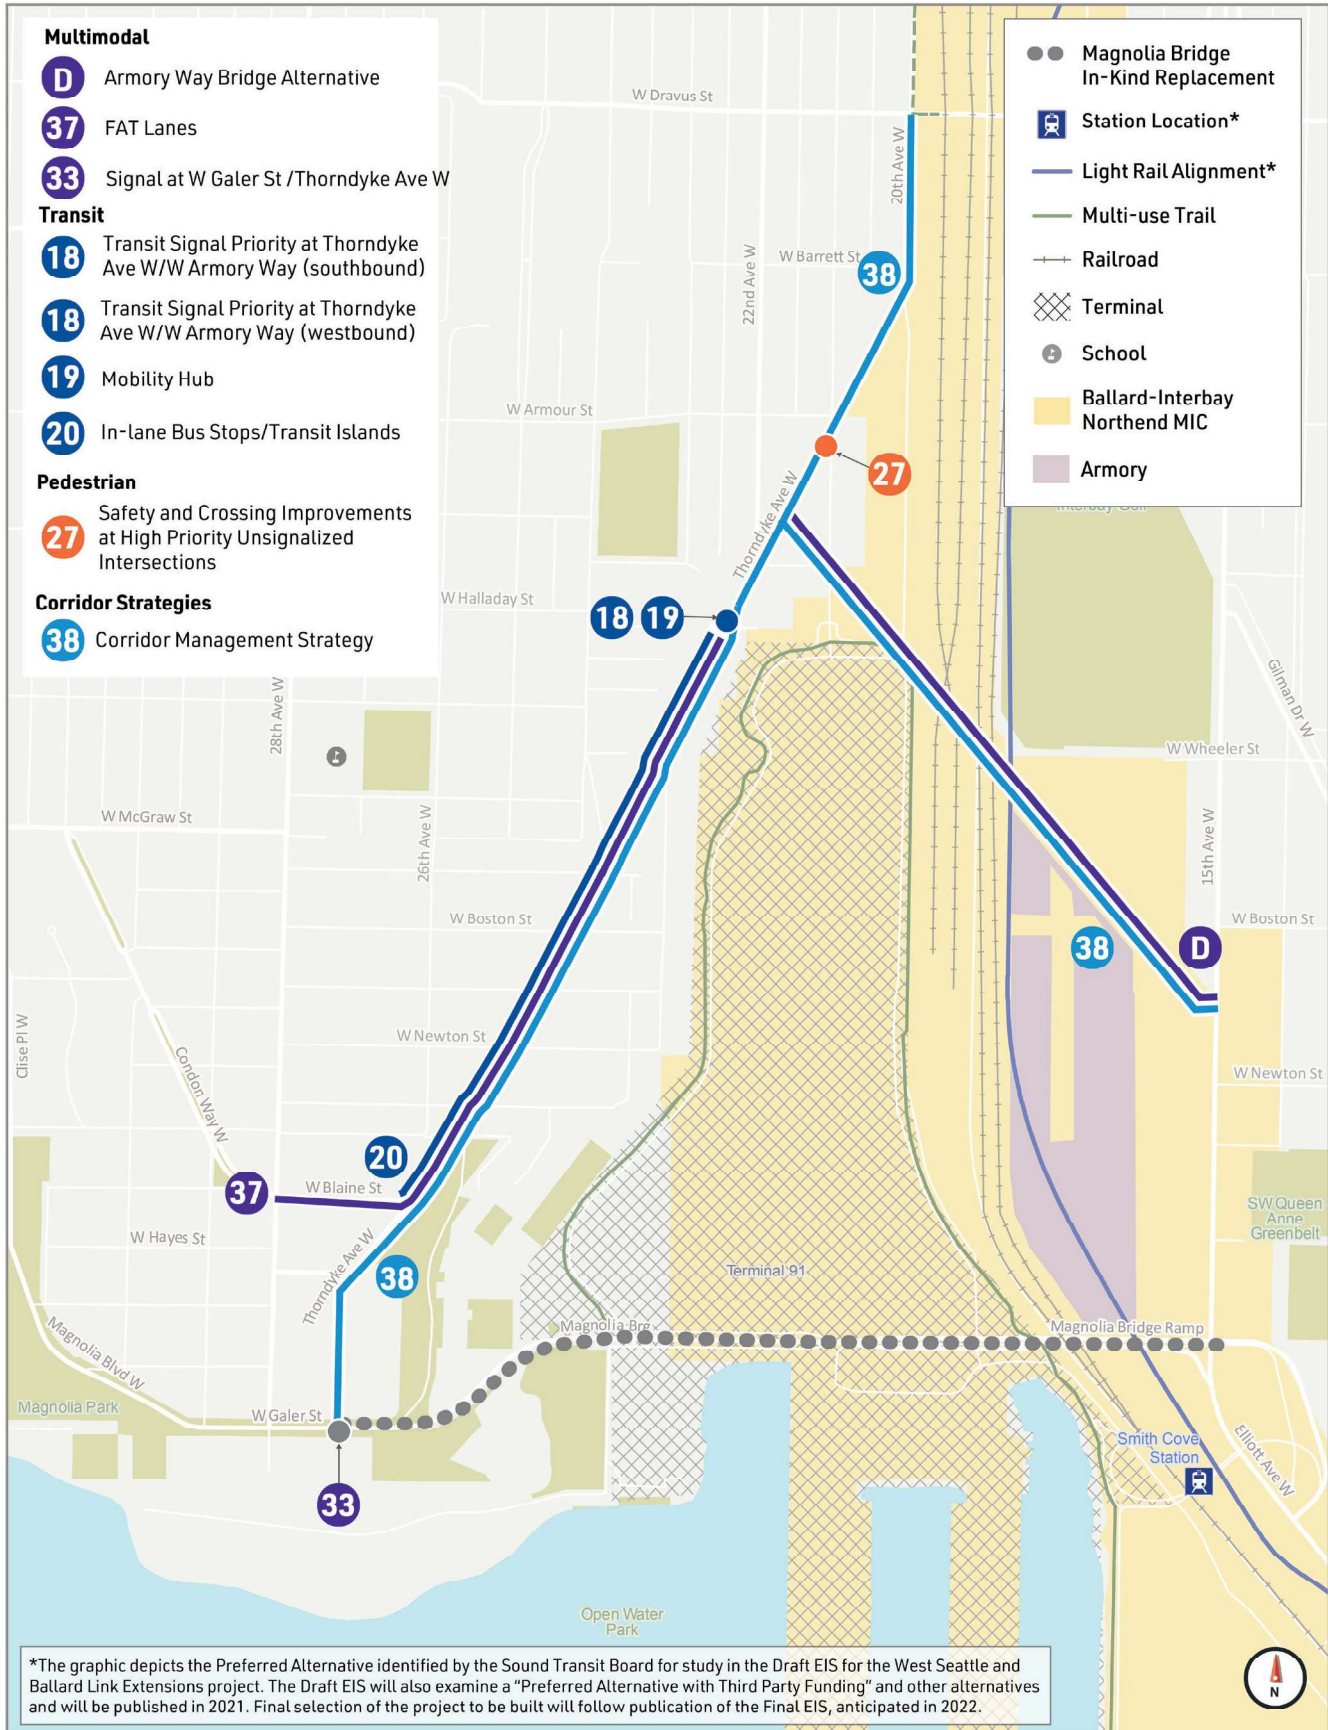 Multimodal
D Armory Way Bridge Alternative
37 FAT Lanes
33 Signal at W Galer St /Thorndyke Ave W
Transit
18 Transit Signal Priority at Thorndyke
Ave W/W Armory Way (southbound)
18 Transit Signal Priority at Thorndyke
Ave W/W Armory Way (westbound)
19 Mobility Hub
20 In-lane Bus Stops/Transit Islands
Pedestrian
27 Safety and Crossing Improvements
at High Priority Unsignalized
Intersections
Corridor Strategies
38 Corridor Management Strategy
Magnolia Bridge
In-Kind Replacement
Station Location*
Light Rail Alignment*
Multi-use Trail
Railroad
Terminal
School
Ballard-Interbay
Northend MIC
Armory
W Dravus St
20th Ave W
W Barrett St
38
22nd Ave W
W Armour St
27
Thorndyke Ave W
Interbay Golf
W Halladay St
18 19
Gilman Dr W
28th Ave W
W Wheeler St
W McGraw St
26th Ave W
15th Ave W
W Boston St
W Boston St
38
D
Clise Pl W
Condon Way W
W Newton St
W Newton St
20
37
W Blaine St
W Hayes St
Thorndyke Ave W
38
SW Queen
Anne
Greenbelt
Terminal 91
Magnolia Brg
Magnolia Bridge Ramp
Magnolia Blvd W
Magnolia Park
W Galer St
33
Smith Cove
Station
Elliott Ave W
Open Water
Park
*The graphic depicts the Preferred Alternative identified by the Sound Transit Board for study in the Draft EIS for the West Seattle and
Ballard Link Extensions project. The Draft EIS will also examine a “Preferred Alternative with Third Party Funding” and other alternatives
and will be published in 2021. Final selection of the project to be built will follow publication of the Final EIS, anticipated in 2022.
N